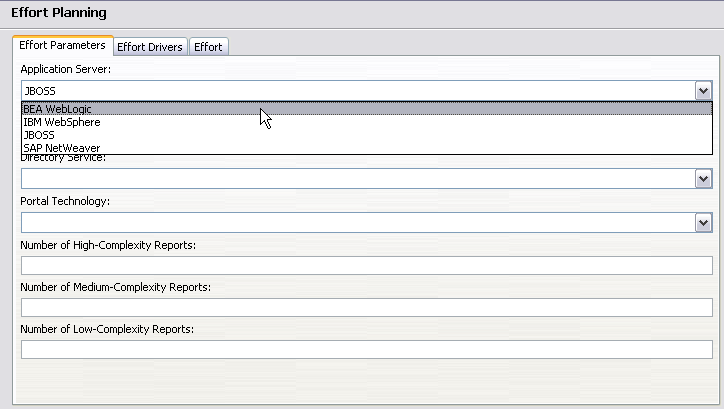 Effort Planning
Effort Parameters
Effort Drivers
Effort
Application Server:
JBOSS
BEA WebLogic
IBM WebSphere
JBOSS
SAP NetWeaver
Directory Service:
Portal Technology:
Number of High-Complexity Reports:
Number of Medium-Complexity Reports:
Number of Low-Complexity Reports: